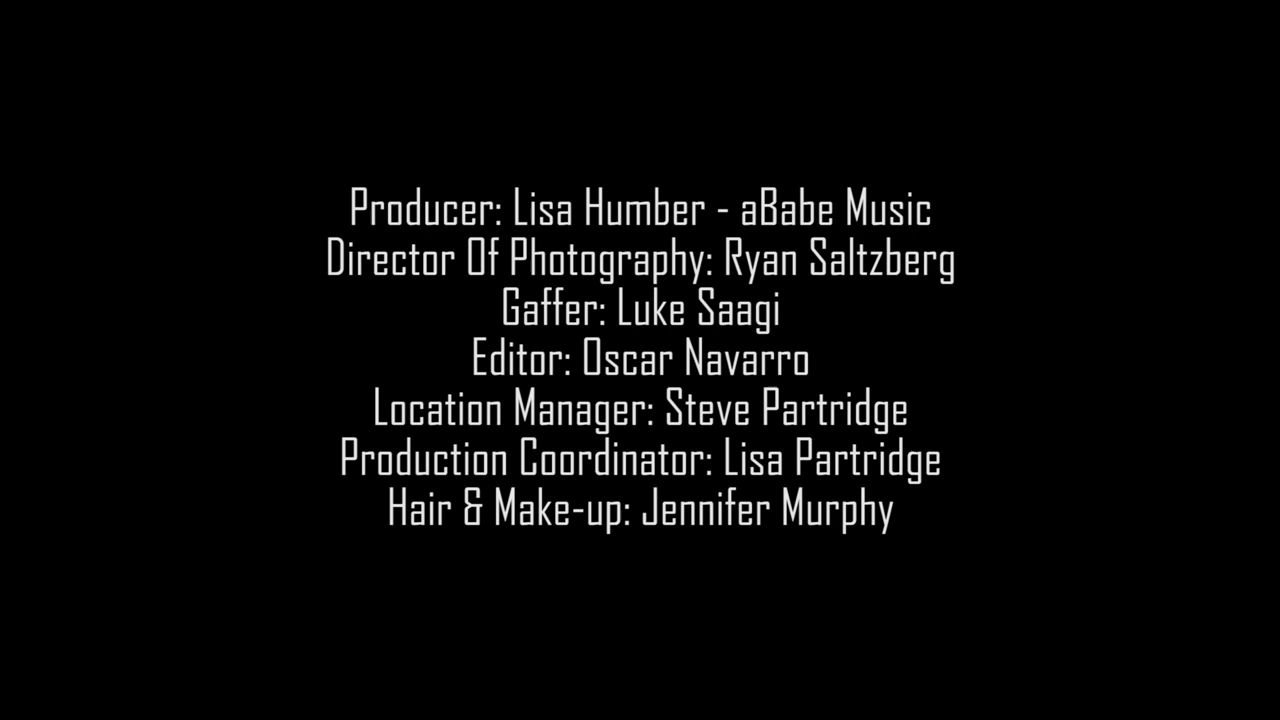 Producer: Lisa Humber - aBabe Music
Director Of Photography: Ryan Saltzberg
Gaffer: Luke Saagi
Editor: Oscar Navarro
Location Manager: Steve Partridge
Production Coordinator: Lisa Partridge
Hair & Make-up: Jennifer Murphy